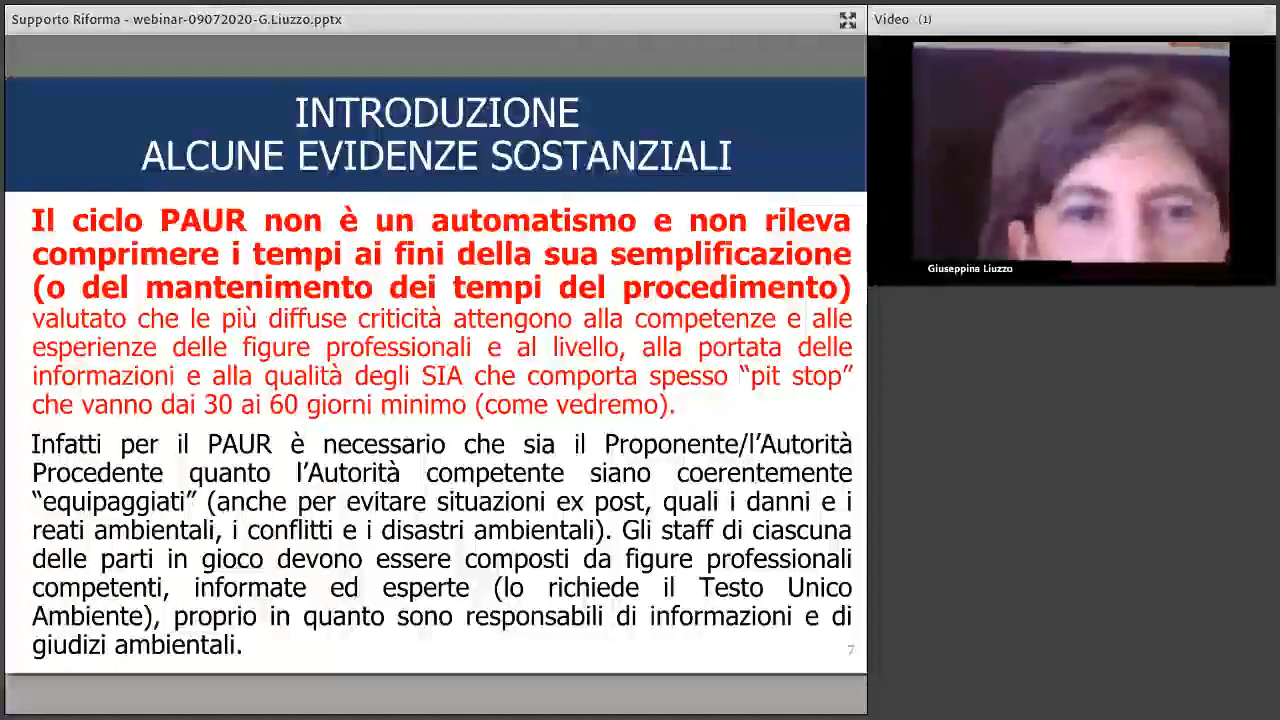 Supporto Riforma - webinar-09072020-G.Liuzzo.pptx
Video (1)
INTRODUZIONE
ALCUNE EVIDENZE SOSTANZIALI
Il ciclo PAUR non è un automatismo e non rileva
comprimere i tempi ai fini della sua semplificazione
(o del mantenimento dei tempi del procedimento)
valutato che le più diffuse criticità attengono alla competenze e alle
esperienze delle figure professionali e al livello, alla portata delle
informazioni e alla qualità degli SIA che comporta spesso “pit stop”
che vanno dai 30 ai 60 giorni minimo (come vedremo).
Infatti per il PAUR è necessario che sia il Proponente/l’Autorità
Procedente quanto l’Autorità competente siano coerentemente
“equipaggiati” (anche per evitare situazioni ex post, quali i danni e i
reati ambientali, i conflitti e i disastri ambientali). Gli staff di ciascuna
delle parti in gioco devono essere composti da figure professionali
competenti, informate ed esperte (lo richiede il Testo Unico
Ambiente), proprio in quanto sono responsabili di informazioni e di
giudizi ambientali.
7
Giuseppina Liuzzo